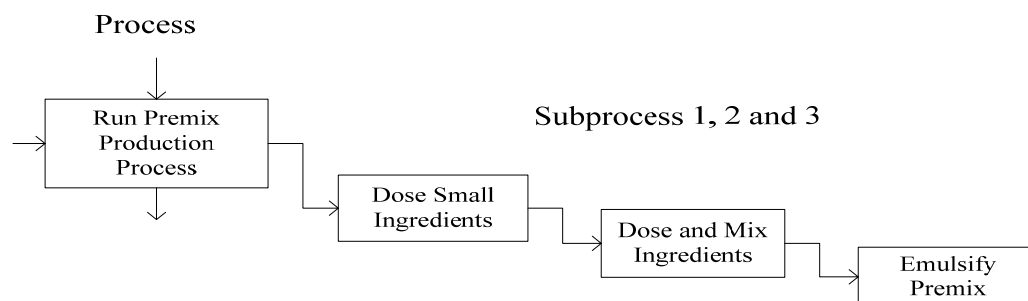 Process
Run Premix
Production
Process
Subprocess 1, 2 and 3
Dose Small
Ingredients
Dose and Mix
Ingredients
Emulsify
Premix